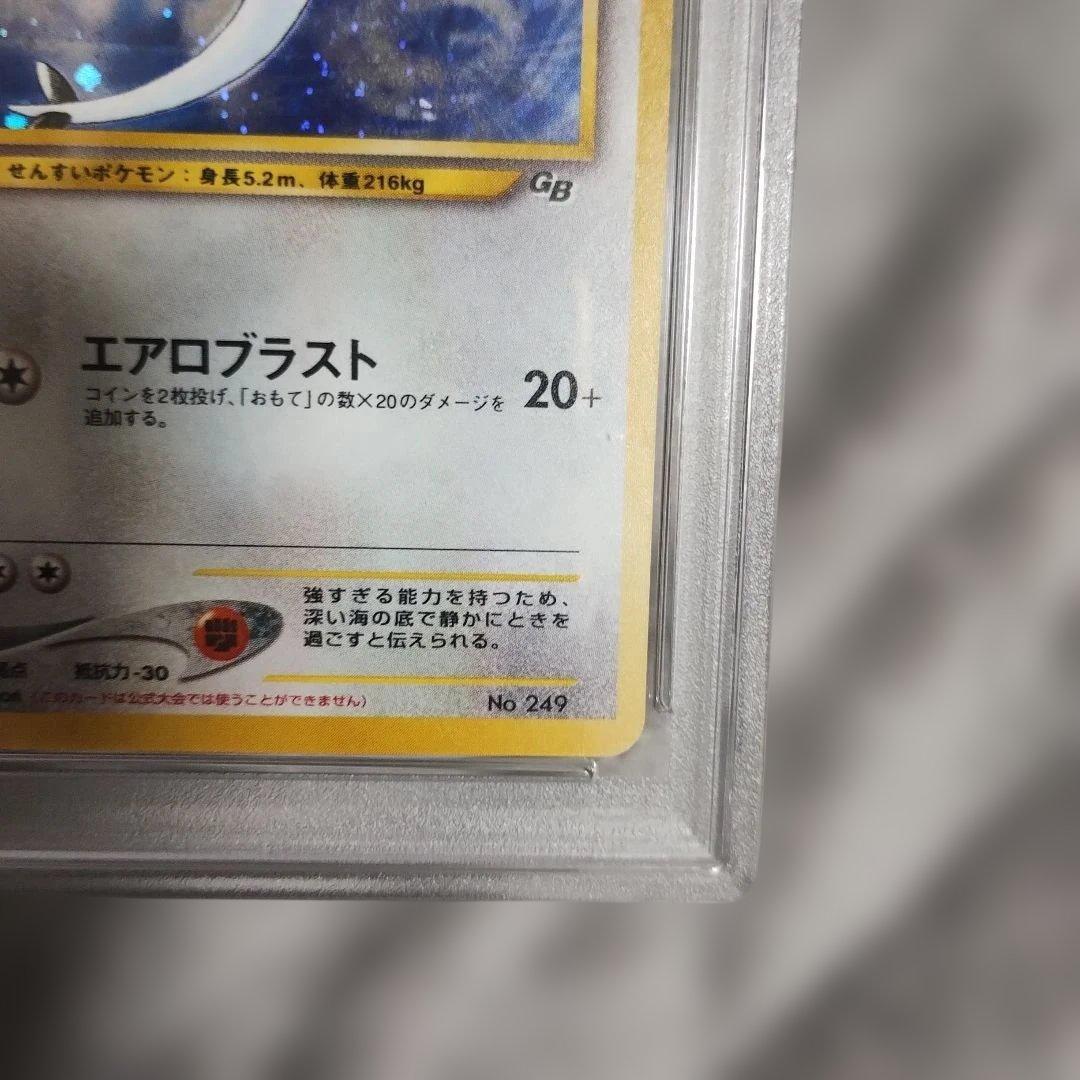 せんすいポケモン：身長5.2m、体重216kg
GB
エアロブラスト
20+
コインを2枚投げ、「おもて」の数×20のダメージを
追加する。
強すぎる能力を持つため、
深い海の底で静かにときを
過ごすと伝えられる。
弱点 抵抗力-30
(このカードは公式大会では使うことができません)
No 249